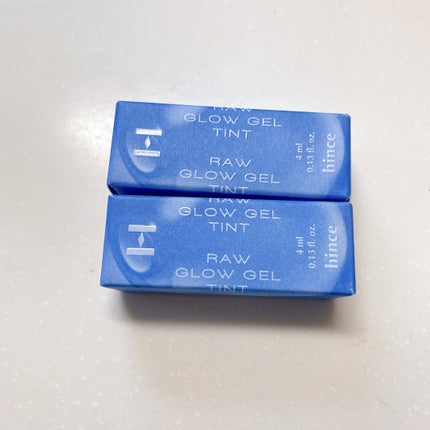 RAW
GLOW GEL
TINT
RAW
GLOW GEL
TINT
4 ml
0.13 fl. oz.
hince
RAW
GLOW GEL
TINT
RAW
GLOW GEL
TINT
4 ml
0.13 fl. oz.
hince